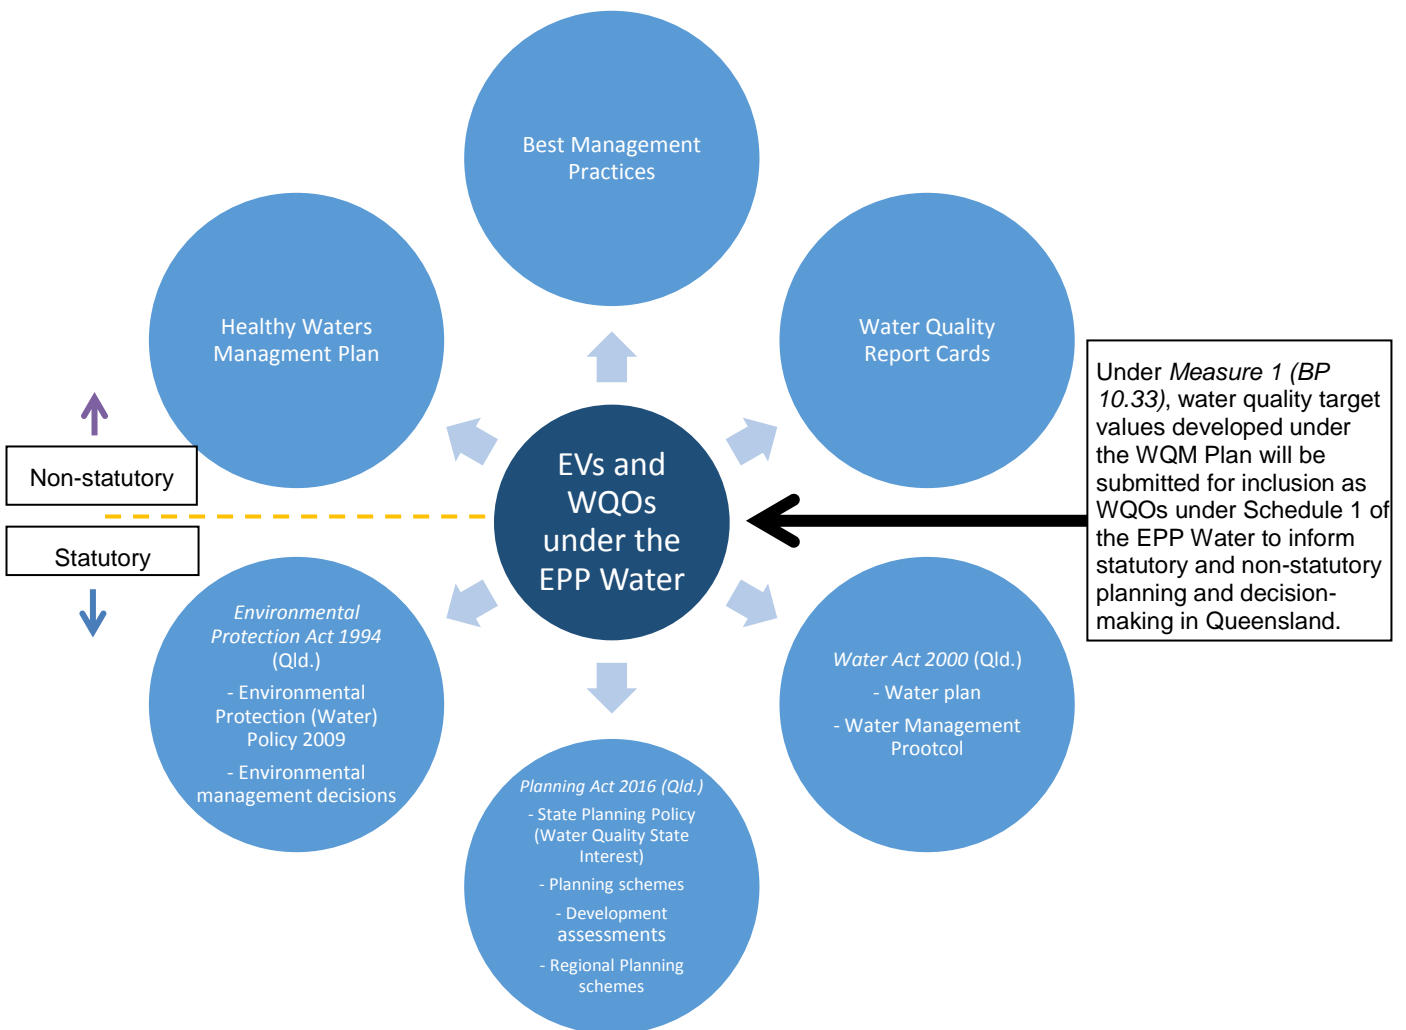 Best Management
Practices
Healthy Waters
Managment Plan
Water Quality
Report Cards
Under Measure 1 (BP
10.33), water quality target
values developed under
the WQM Plan will be
submitted for inclusion as
WQOs under Schedule 1 of
the EPP Water to inform
statutory and non-statutory
planning and decision-
making in Queensland.
Non-statutory
Statutory
EVs and
WQOs
under the
EPP Water
Environmental
Protection Act 1994
(Qld.)
- Environmental
Protection (Water)
Policy 2009
- Environmental
management decisions
Water Act 2000 (Qld.)
- Water plan
- Water Management
Prootcol
Planning Act 2016 (Qld.)
- State Planning Policy
(Water Quality State
Interest)
- Planning schemes
- Development
assessments
- Regional Planning
schemes